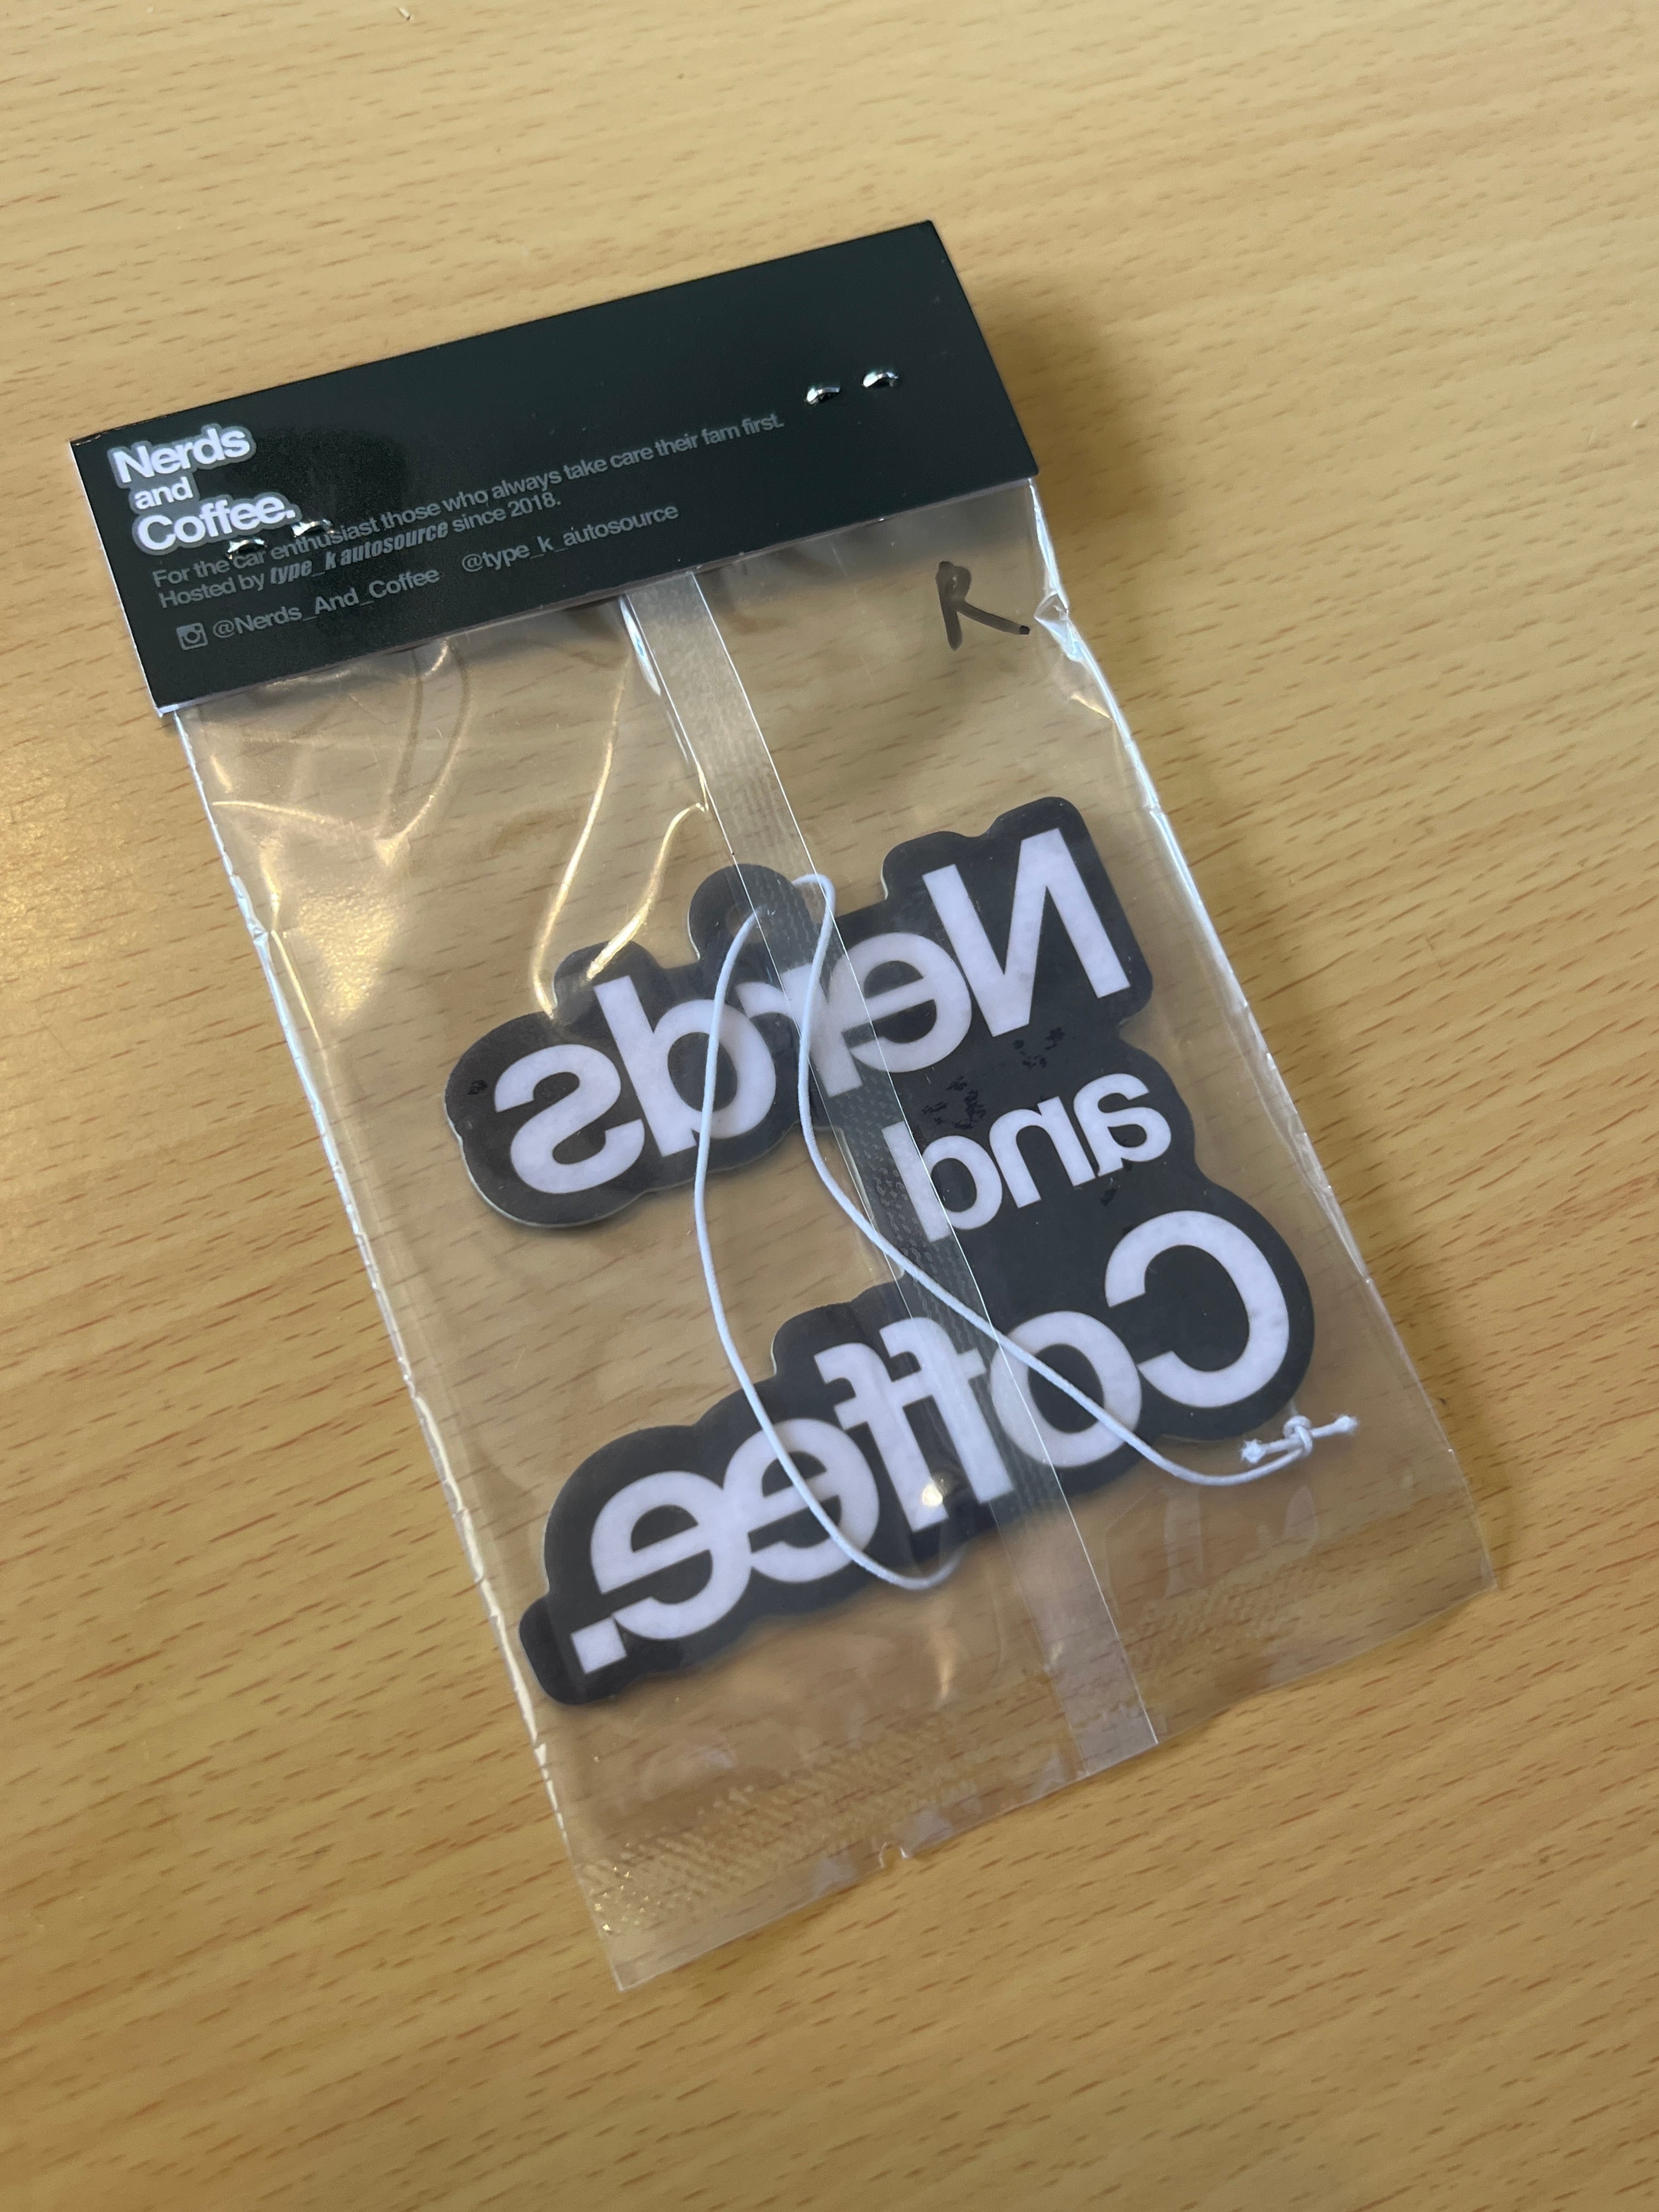 Nerds
and
Coffee.
For the car enthusiast those who always take care their fam first.
Hosted by type_k autosource since 2018.
@Nerds_And_Coffee @type_k_autosource
R
Nerds
and
Coffee.